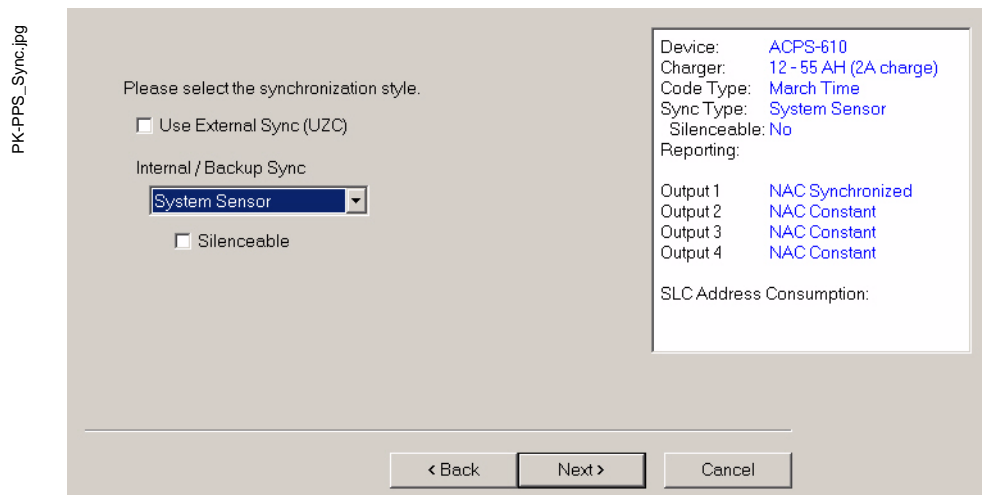 PK-PPS_Sync.jpg
Please select the synchronization style.
Use External Sync (UZC)
Internal / Backup Sync
System Sensor
Silenceable
Device: ACPS-610
Charger: 12 - 55 AH (2A charge)
Code Type: March Time
Sync Type: System Sensor
Silenceable: No
Reporting:
Output 1 NAC Synchronized
Output 2 NAC Constant
Output 3 NAC Constant
Output 4 NAC Constant
SLC Address Consumption:
< Back
Next >
Cancel